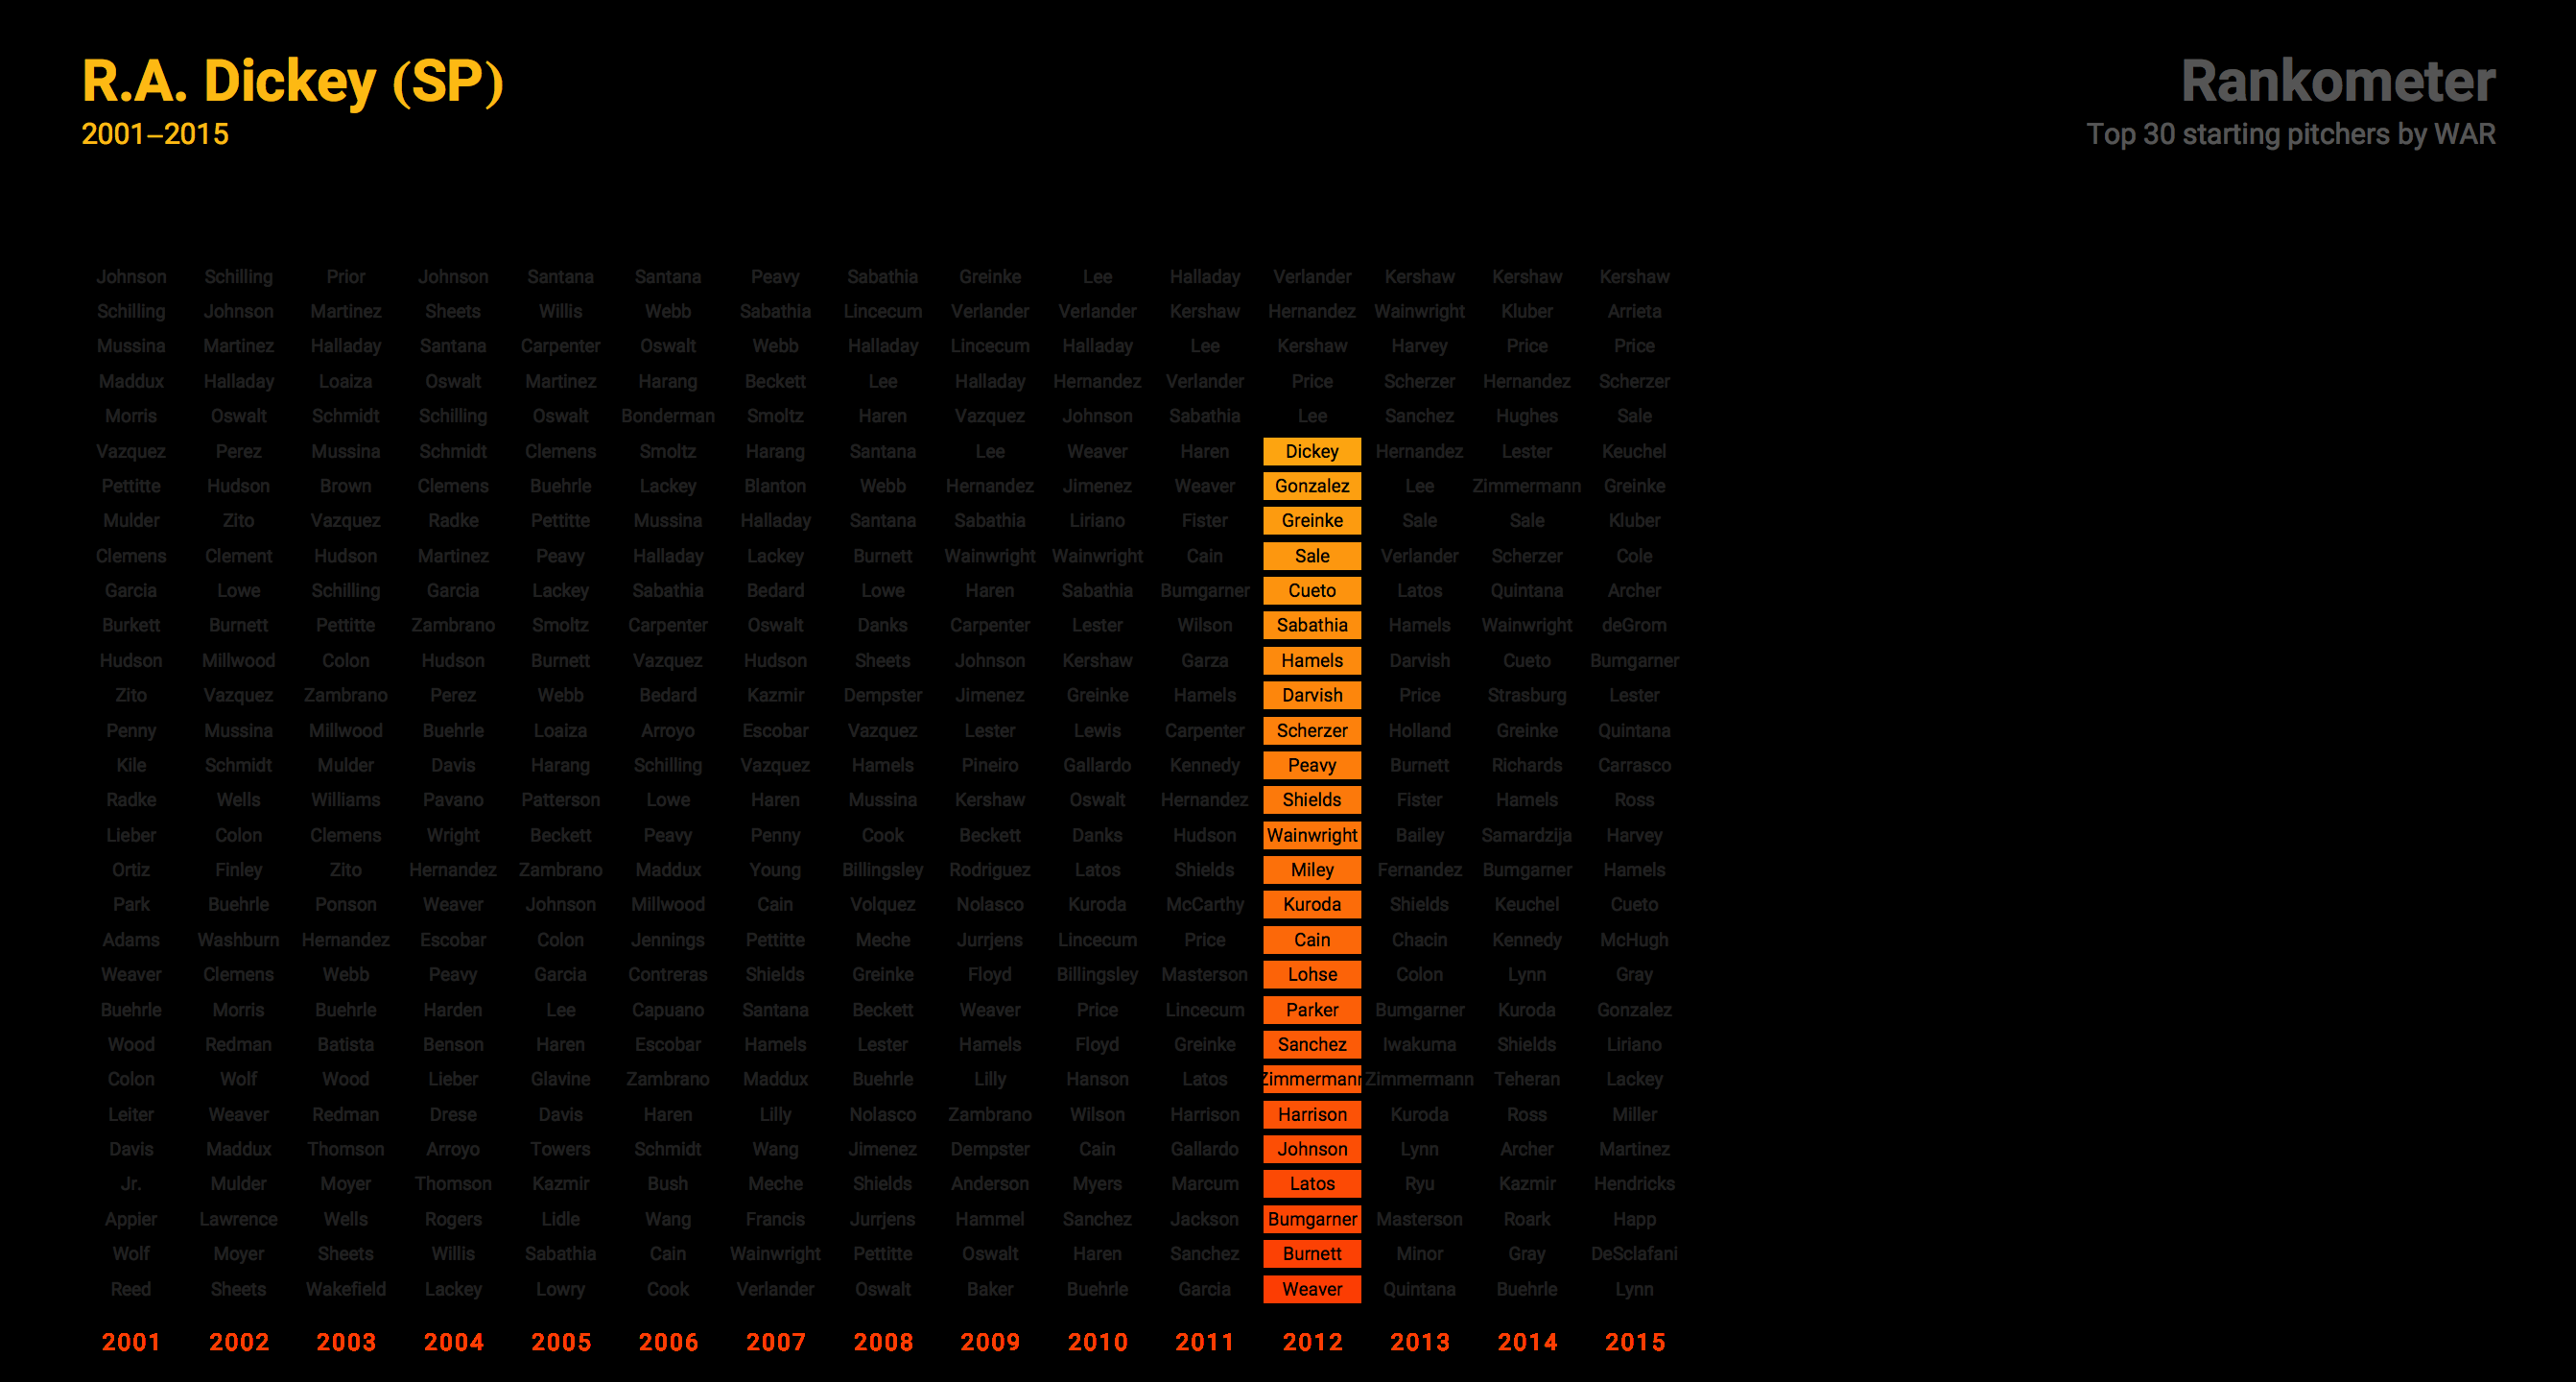 R.A. Dickey (SP)
2001–2015
Rankometer
Top 30 starting pitchers by WAR
Johnson Schilling Prior Johnson Santana Santana Peavy Sabathia Greinke Lee Halladay Verlander Kershaw Kershaw Kershaw
Schilling Johnson Martinez Sheets Willis Webb Sabathia Lincecum Verlander Verlander Kershaw Hernandez Wainwright Kluber Arrieta
Mussina Martinez Halladay Santana Carpenter Oswalt Webb Halladay Lincecum Halladay Lee Kershaw Harvey Price Price
Maddux Halladay Loaiza Oswalt Martinez Harang Beckett Lee Halladay Hernandez Verlander Price Scherzer Hernandez Scherzer
Morris Oswalt Schmidt Schilling Oswalt Bonderman Smoltz Haren Vazquez Johnson Sabathia Lee Sanchez Hughes Sale
Vazquez Perez Mussina Schmidt Clemens Smoltz Harang Santana Lee Weaver Haren Dickey Hernandez Lester Keuchel
Pettitte Hudson Brown Clemens Buehrle Lackey Blanton Webb Hernandez Jimenez Weaver Gonzalez Lee Zimmermann Greinke
Mulder Zito Vazquez Radke Pettitte Mussina Halladay Santana Sabathia Liriano Fister Greinke Sale Sale Kluber
Clemens Clement Hudson Martinez Peavy Halladay Lackey Burnett Wainwright Wainwright Cain Sale Verlander Scherzer Cole
Garcia Lowe Schilling Garcia Lackey Sabathia Bedard Lowe Haren Sabathia Bumgarner Cueto Latos Quintana Archer
Burkett Burnett Pettitte Zambrano Smoltz Carpenter Oswalt Danks Carpenter Lester Wilson Sabathia Hamels Wainwright deGrom
Hudson Millwood Colon Hudson Burnett Vazquez Hudson Sheets Johnson Kershaw Garza Hamels Darvish Cueto Bumgarner
Zito Vazquez Zambrano Perez Webb Bedard Kazmir Dempster Jimenez Greinke Hamels Darvish Price Strasburg Lester
Penny Mussina Millwood Buehrle Loaiza Arroyo Escobar Vazquez Lester Lewis Carpenter Scherzer Holland Greinke Quintana
Kile Schmidt Mulder Davis Harang Schilling Vazquez Hamels Pineiro Gallardo Kennedy Peavy Burnett Richards Carrasco
Radke Wells Williams Pavano Patterson Lowe Haren Mussina Kershaw Oswalt Hernandez Shields Fister Hamels Ross
Lieber Colon Clemens Wright Beckett Peavy Penny Cook Beckett Danks Hudson Wainwright Bailey Samardzija Harvey
Ortiz Finley Zito Hernandez Zambrano Maddux Young Billingsley Rodriguez Latos Shields Miley Fernandez Bumgarner Hamels
Park Buehrle Ponson Weaver Johnson Millwood Cain Volquez Nolasco Kuroda McCarthy Kuroda Shields Keuchel Cueto
Adams Washburn Hernandez Escobar Colon Jennings Pettitte Meche Jurrjens Lincecum Price Cain Chacin Kennedy McHugh
Weaver Clemens Webb Peavy Garcia Contreras Shields Greinke Floyd Billingsley Masterson Lohse Colon Lynn Gray
Buehrle Morris Buehrle Harden Lee Capuano Santana Beckett Weaver Price Lincecum Parker Bumgarner Kuroda Gonzalez
Wood Redman Batista Benson Haren Escobar Hamels Lester Hamels Floyd Greinke Sanchez Iwakuma Shields Liriano
Colon Wolf Wood Lieber Glavine Zambrano Maddux Buehrle Lilly Hanson Latos Zimmermann Zimmermann Teheran Lackey
Leiter Weaver Redman Drese Davis Haren Lilly Nolasco Zambrano Wilson Harrison Harrison Kuroda Ross Miller
Davis Maddux Thomson Arroyo Towers Schmidt Wang Jimenez Dempster Cain Gallardo Johnson Lynn Archer Martinez
Jr. Mulder Moyer Thomson Kazmir Bush Meche Shields Anderson Myers Marcum Latos Ryu Kazmir Hendricks
Appier Lawrence Wells Rogers Lidle Wang Francis Jurrjens Hammel Sanchez Jackson Bumgarner Masterson Roark Happ
Wolf Moyer Sheets Willis Sabathia Cain Wainwright Pettitte Oswalt Haren Sanchez Burnett Minor Gray DeSclafani
Reed Sheets Wakefield Lackey Lowry Cook Verlander Oswalt Baker Buehrle Garcia Weaver Quintana Buehrle Lynn
2001 2002 2003 2004 2005 2006 2007 2008 2009 2010 2011 2012 2013 2014 2015